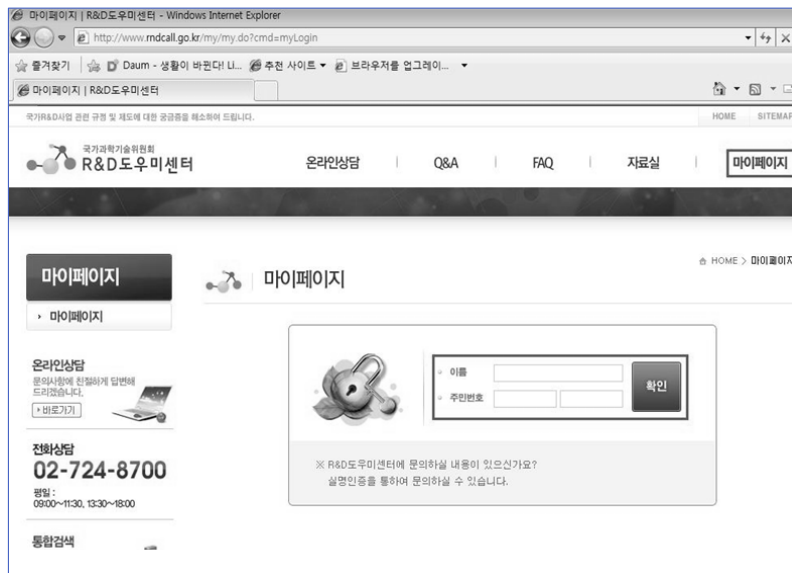 마이페이지 | R&D도우미센터 - Windows Internet Explorer
http://www.rndcall.go.kr/my/my.do?cmd=myLogin
즐겨찾기 Daum - 생활이 바뀐다! Li... 추천 사이트 브라우저를 업그레이...
마이페이지 | R&D도우미센터
국가R&D사업 관련 규정 및 제도에 대한 궁금증을 해소하여 드립니다.
HOME SITEMAP
국가과학기술위원회
R&D도우미센터
온라인상담 | Q&A | FAQ | 자료실 | 마이페이지
HOME > 마이페이지
마이페이지
마이페이지
마이페이지
온라인상담
문의사항에 친절하게 답변해
드리겠습니다.
바로가기
이름
주민번호
확인
전화상담
02-724-8700
평일 :
09:00~11:30, 13:30~18:00
※ R&D도우미센터에 문의하실 내용이 있으신가요?
실명인증을 통하여 문의하실 수 있습니다.
통합검색